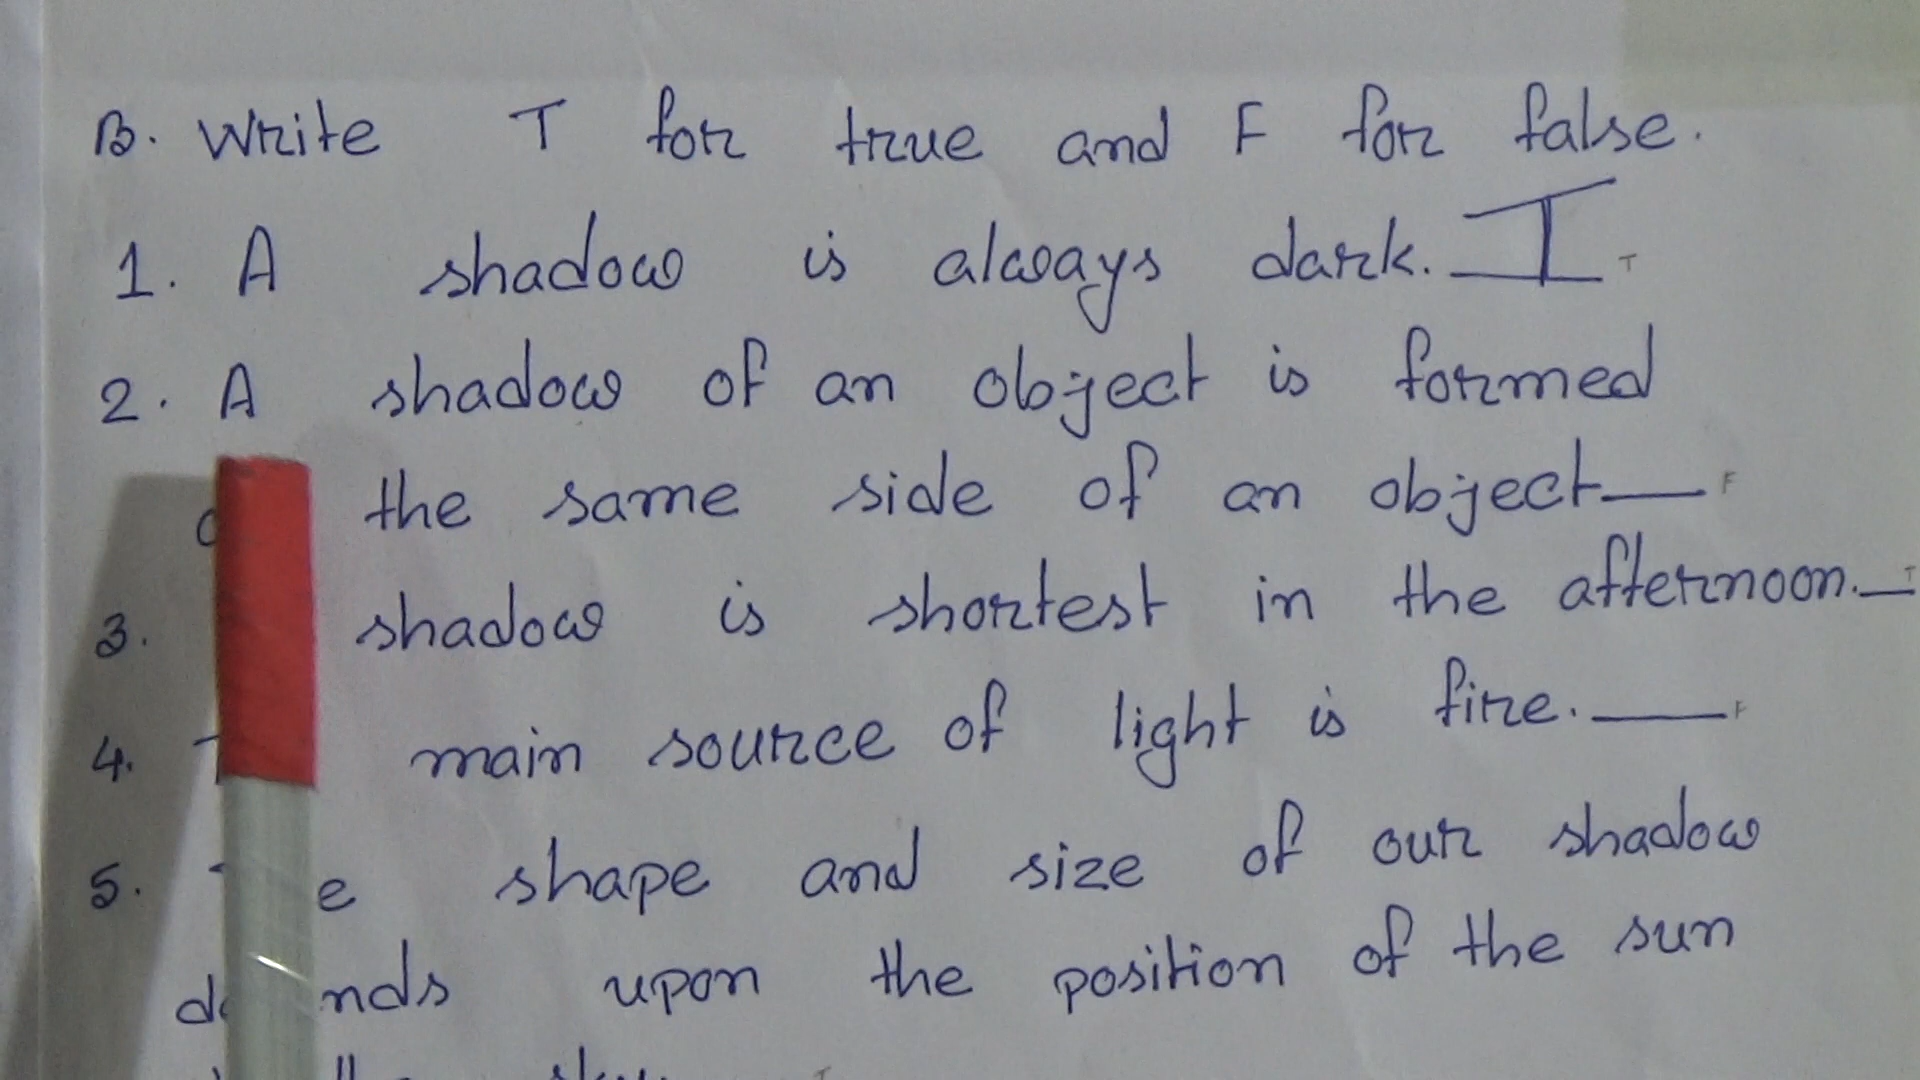 B. Write T for true and F for false.
1. A shadow is always dark. T T
2. A shadow of an object is formed
the same side of an object F
3. shadow is shortest in the afternoon. T
4. main source of light is fire. F
5. shape and size of our shadow
upon the position of the sun